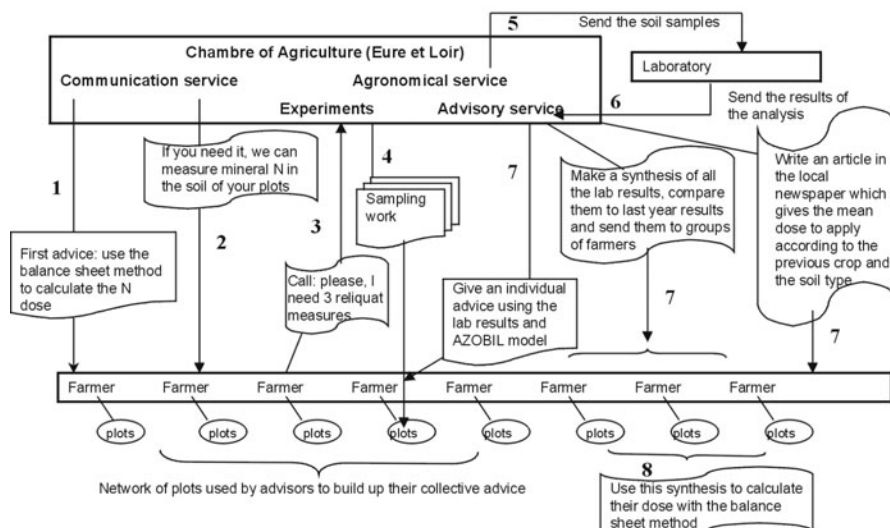 5
Send the soil samples
Chambre of Agriculture (Eure et Loir)
Communication service
Agronomical service
Laboratory
Experiments
Advisory service
6
Send the results of
the analysis
If you need it, we can
measure mineral N in
the soil of your plots
1
4
7
Make a synthesis of all
the lab results, compare
them to last year results
and send them to groups
of farmers
Write an article in
the local
newspaper which
gives the mean
dose to apply
according to the
previous crop and
the soil type
Sampling
work
3
2
First advice: use the
balance sheet method
to calculate the N
dose
Call: please, I
need 3 reliquat
measures
Give an individual
advice using the
lab results and
AZOBIL model
7
7
Farmer
Farmer
Farmer
Farmer
Farmer
Farmer
Farmer
Farmer
plots
plots
plots
plots
plots
plots
plots
plots
8
Network of plots used by advisors to build up their collective advice
Use this synthesis to calculate
their dose with the balance
sheet method